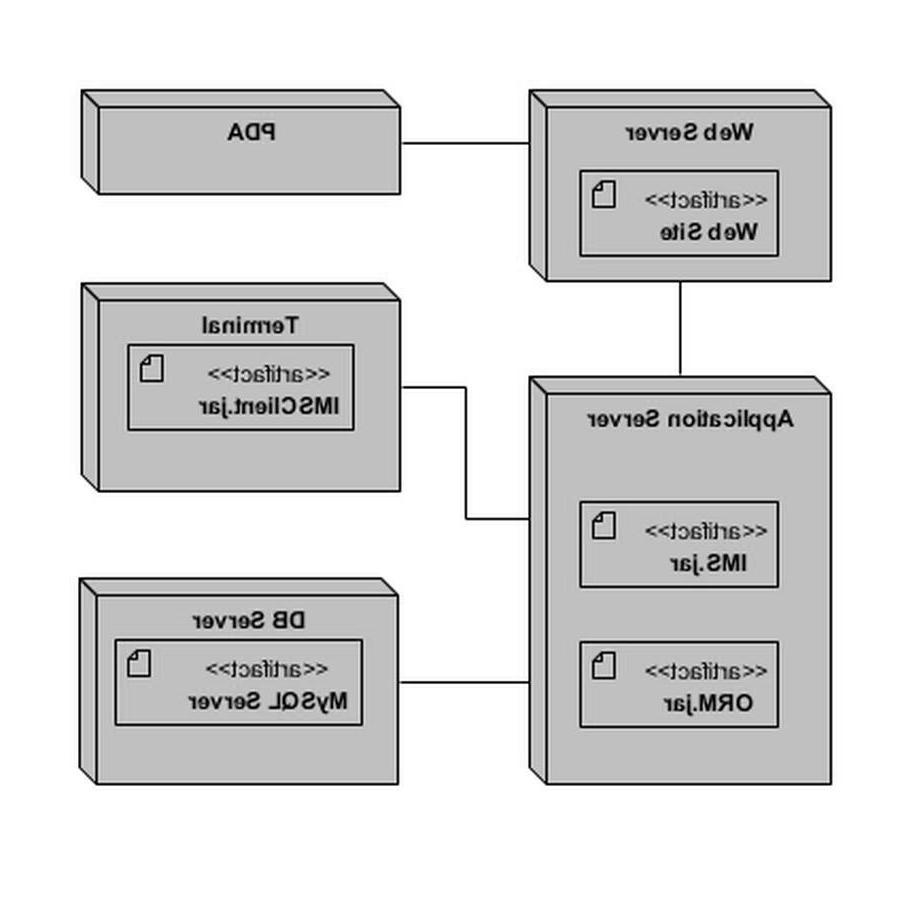 PDA
Web Server
<<artifact>>
Web Site
Terminal
<<artifact>>
IMSClient.jar
Application Server
<<artifact>>
IMS.jar
<<artifact>>
ORM.jar
DB Server
<<artifact>>
MySQL Server